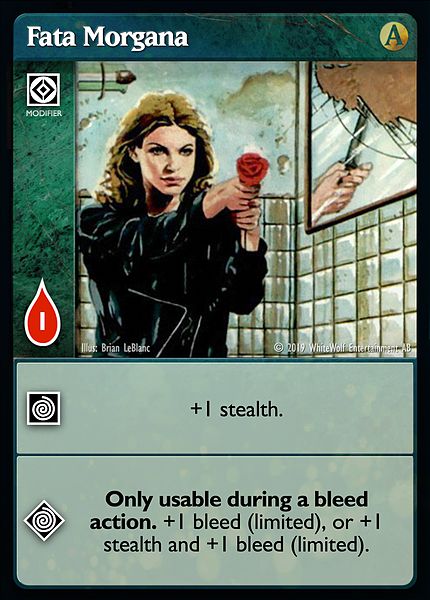 Fata Morgana
A
MODIFIER
1
Illus: Brian LeBlanc
© 2019 WhiteWolf Entertainment AB
+1 stealth.
Only usable during a bleed
action. +1 bleed (limited), or +1
stealth and +1 bleed (limited).